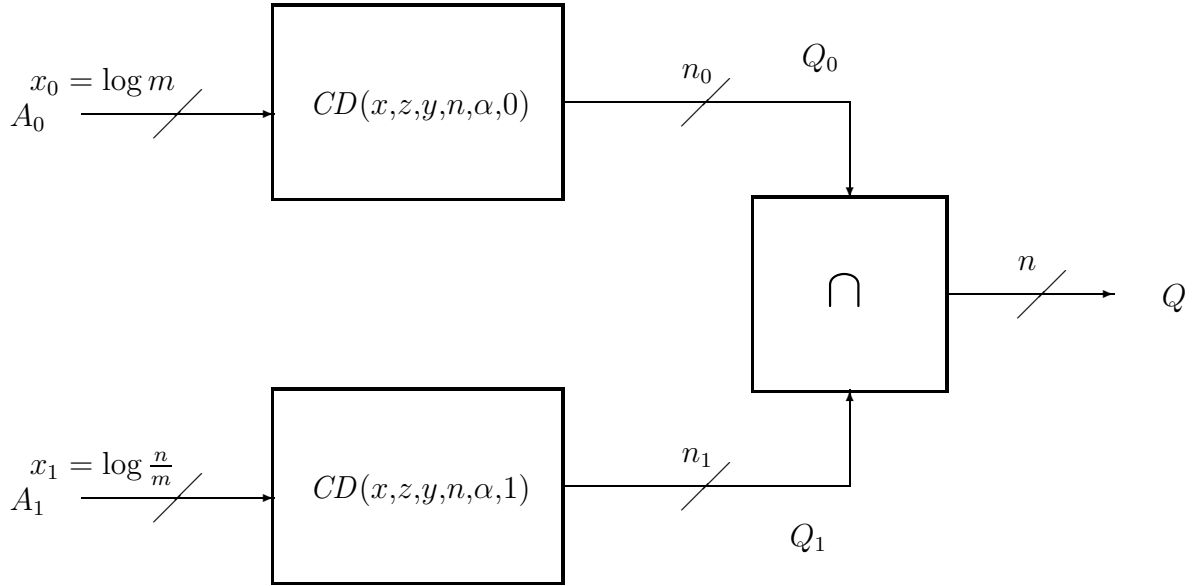 x₀ = log m
A₀
CD(x,z,y,n,α,0)
n₀
Q₀
∩
n
Q
x₁ = log n/m
A₁
CD(x,z,y,n,α,1)
n₁
Q₁